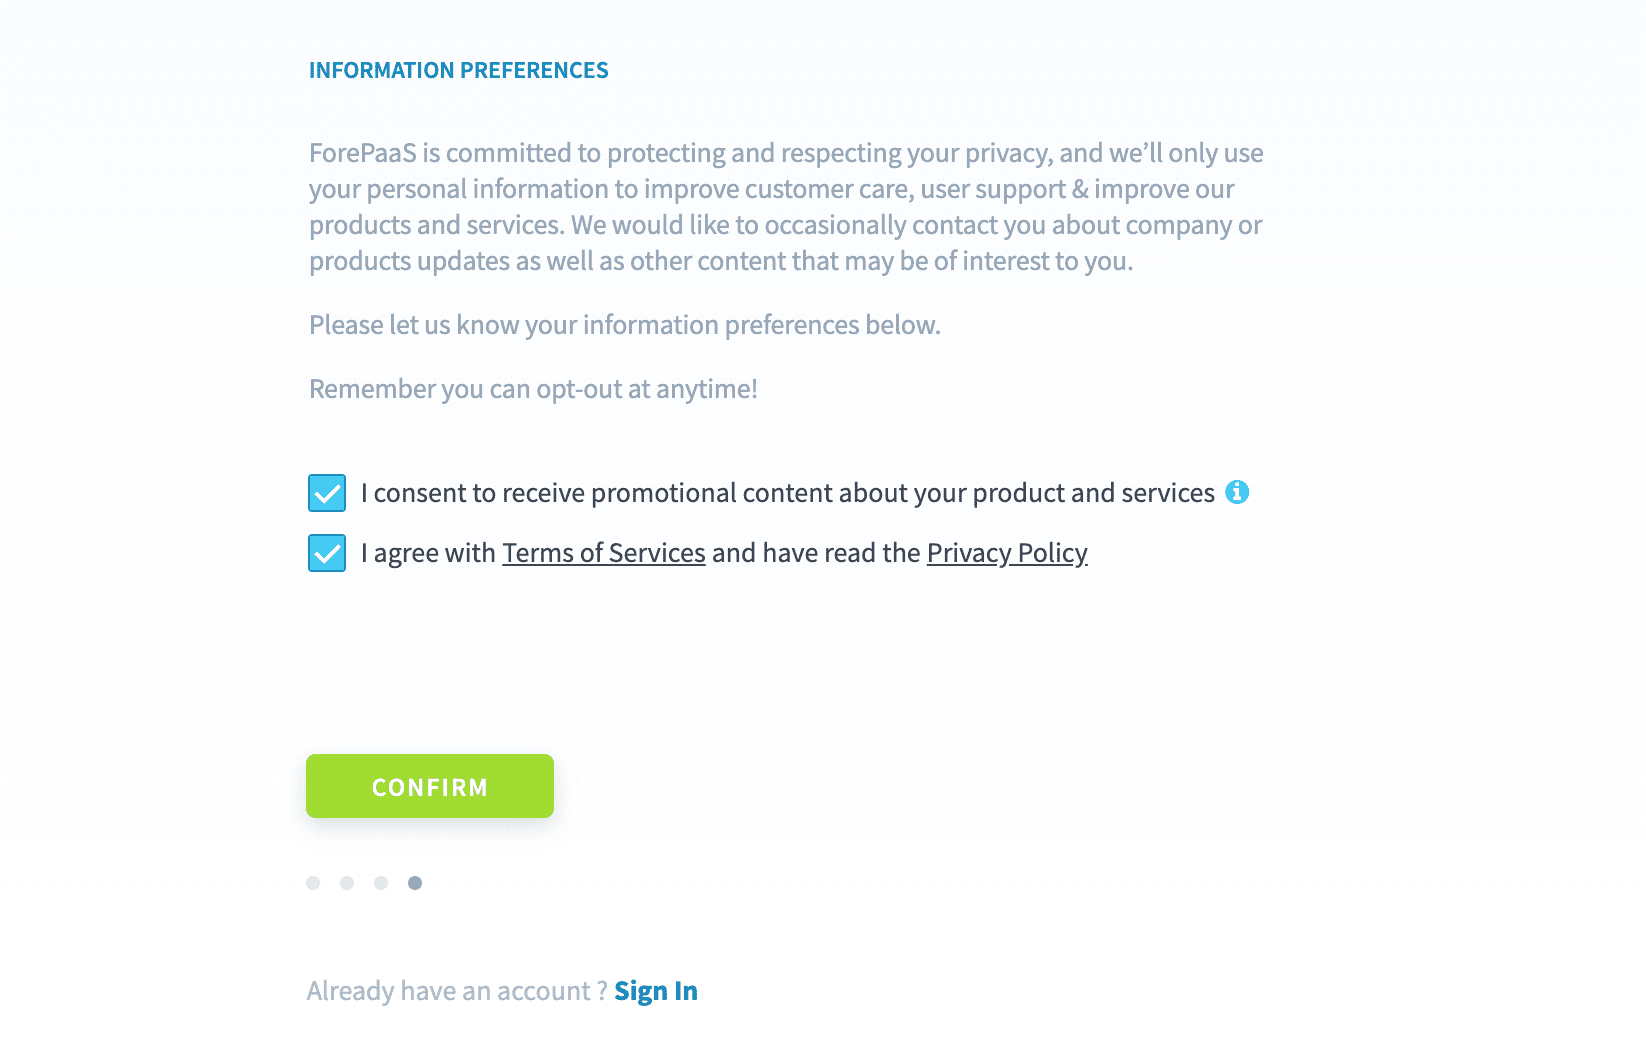 INFORMATION PREFERENCES
ForePaaS is committed to protecting and respecting your privacy, and we’ll only use
your personal information to improve customer care, user support & improve our
products and services. We would like to occasionally contact you about company or
products updates as well as other content that may be of interest to you.
Please let us know your information preferences below.
Remember you can opt-out at anytime!
I consent to receive promotional content about your product and services
I agree with Terms of Services and have read the Privacy Policy
CONFIRM
Already have an account ? Sign In